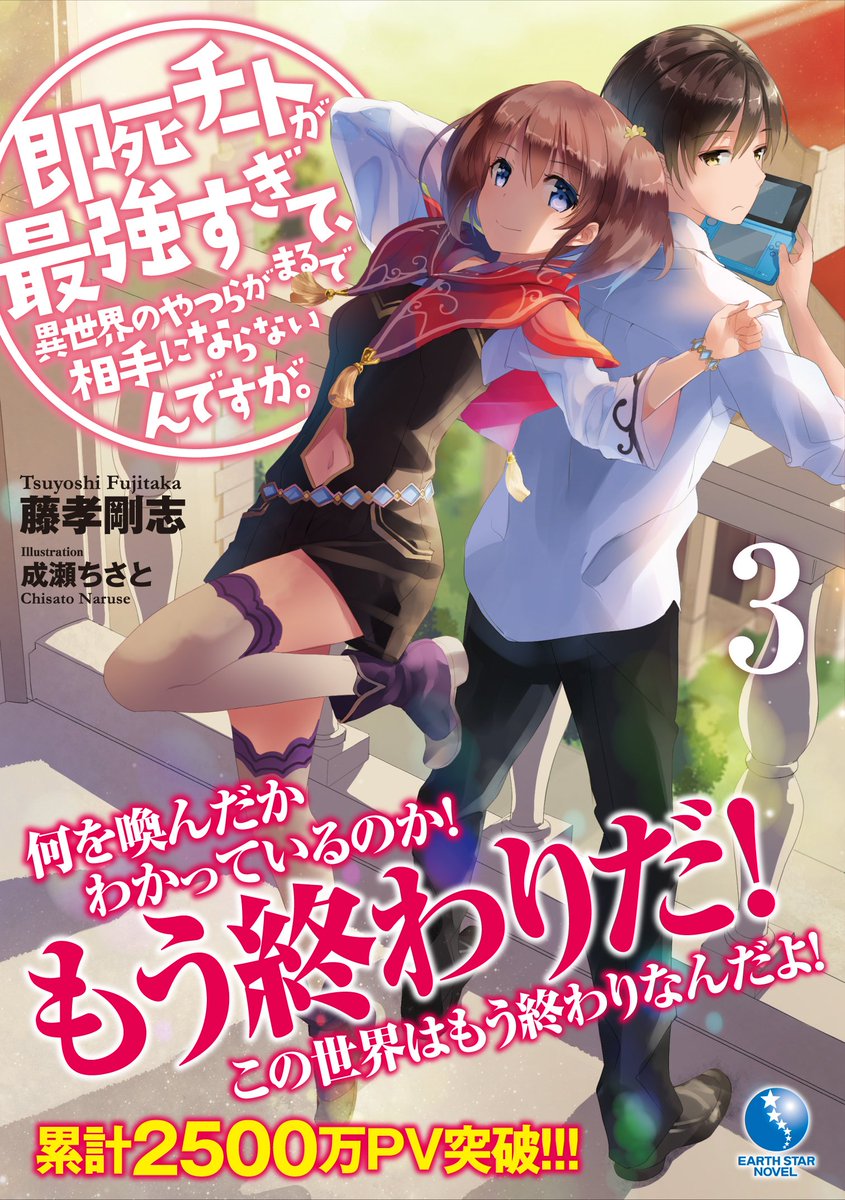 即死チートが
最強すぎて、
異世界のやつらがまるで
相手にならない
んですが。
Tsuyoshi Fujitaka
藤孝剛志
Illustration
成瀬ちさと
Chisato Naruse
3
何を喚んだか
わかっているのか!
もう終わりだ!
この世界はもう終わりなんだよ!
累計2500万PV突破!!!
EARTH STAR
NOVEL